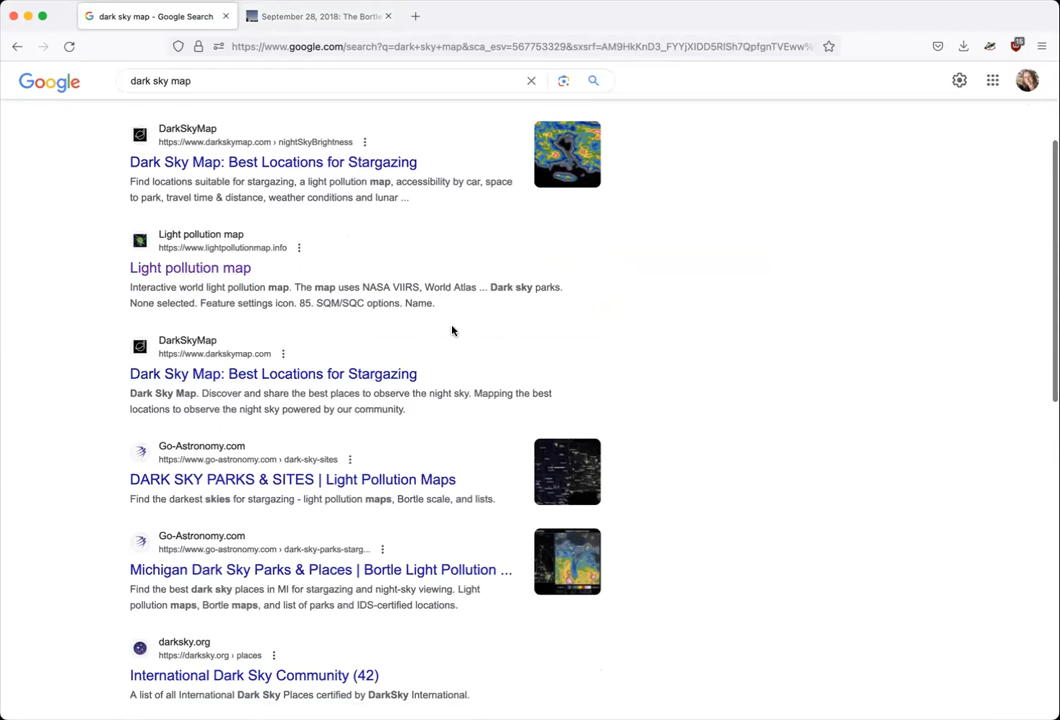 dark sky map - Google Search
September 28, 2018: The Bortle
https://www.google.com/search?q=dark+sky+map&sca_esv=567753329&sxsrf=AM9HkKnD3_FYYjXIDD5RlSh7QpfgnTVEww%
15
Google
dark sky map
DarkSkyMap
https://www.darkskymap.com › nightSkyBrightness
Dark Sky Map: Best Locations for Stargazing
Find locations suitable for stargazing, a light pollution map, accessibility by car, space
to park, travel time & distance, weather conditions and lunar ...
Light pollution map
https://www.lightpollutionmap.info
Light pollution map
Interactive world light pollution map. The map uses NASA VIIRS, World Atlas ... Dark sky parks.
None selected. Feature settings icon. 85. SQM/SQC options. Name.
DarkSkyMap
https://www.darkskymap.com
Dark Sky Map: Best Locations for Stargazing
Dark Sky Map. Discover and share the best places to observe the night sky. Mapping the best
locations to observe the night sky powered by our community.
Go-Astronomy.com
https://www.go-astronomy.com › dark-sky-sites
DARK SKY PARKS & SITES | Light Pollution Maps
Find the darkest skies for stargazing - light pollution maps, Bortle scale, and lists.
Go-Astronomy.com
https://www.go-astronomy.com › dark-sky-parks-starg...
Michigan Dark Sky Parks & Places | Bortle Light Pollution ...
Find the best dark sky places in MI for stargazing and night-sky viewing. Light
pollution maps, Bortle maps, and list of parks and IDS-certified locations.
darksky.org
https://darksky.org › places
International Dark Sky Community (42)
A list of all International Dark Sky Places certified by DarkSky International.